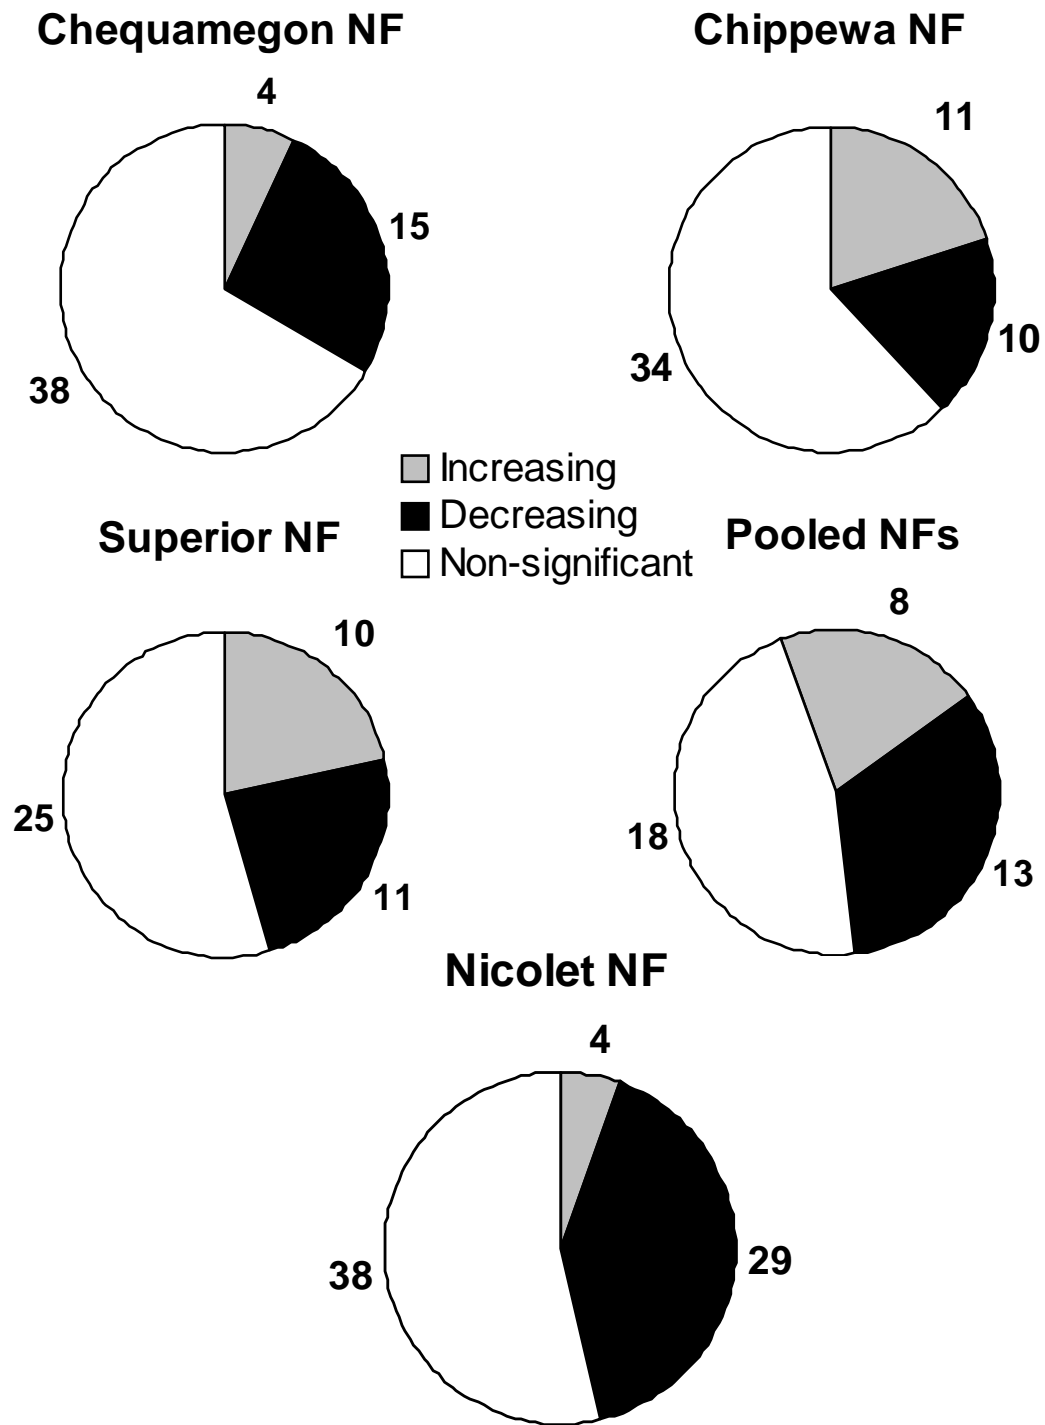 Chequamegon NF
4
15
38
Chippewa NF
11
10
34
Increasing
Decreasing
Non-significant
Superior NF
10
11
25
Pooled NFs
8
13
18
Nicolet NF
4
29
38